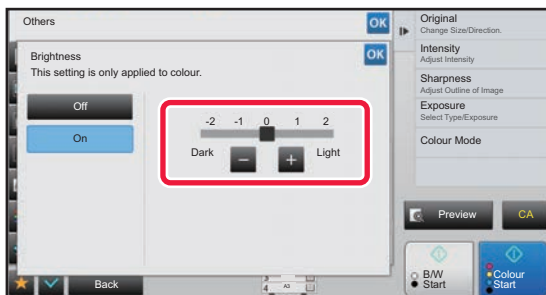 Others
OK
Brightness
OK
This setting is only applied to colour.
Off
On
-2 -1 0 1 2
Dark
Light
Back
3
4
A3
Original
Change Size/Direction.
Intensity
Adjust Intensity
Sharpness
Adjust Outline of Image
Exposure
Select Type/Exposure
Colour Mode
Preview
CA
B/W
Start
Colour
Start